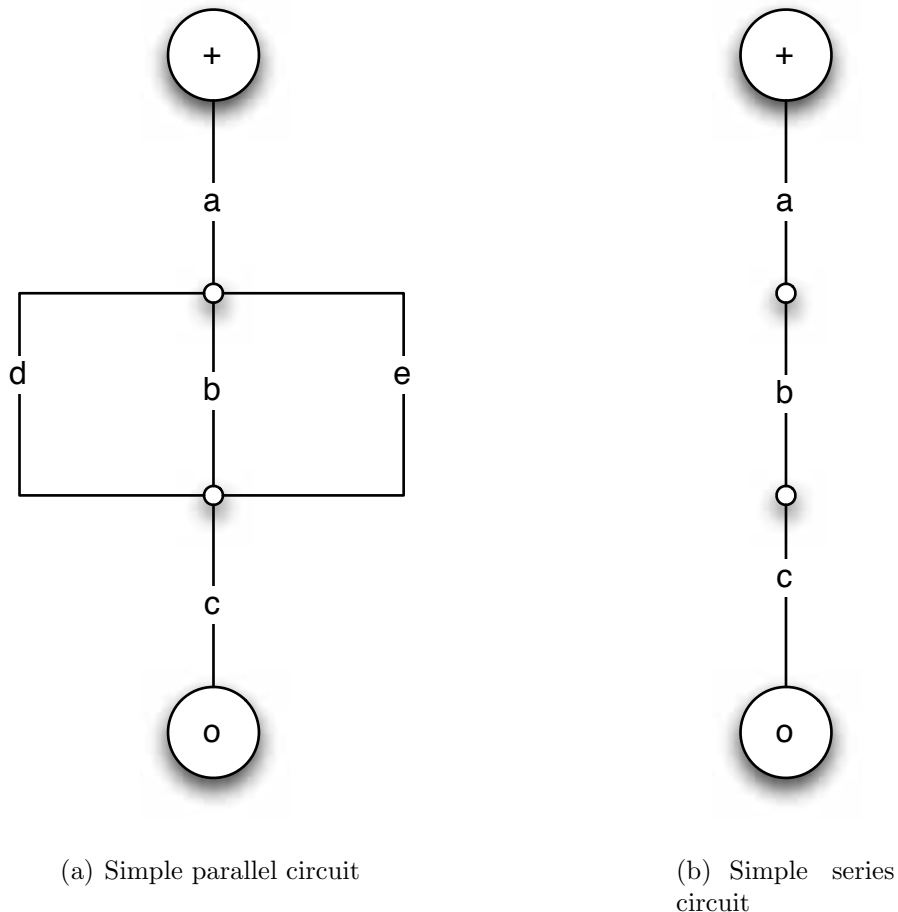 +
a
d
b
e
c
o
(a) Simple parallel circuit
+
a
b
c
o
(b) Simple series
circuit